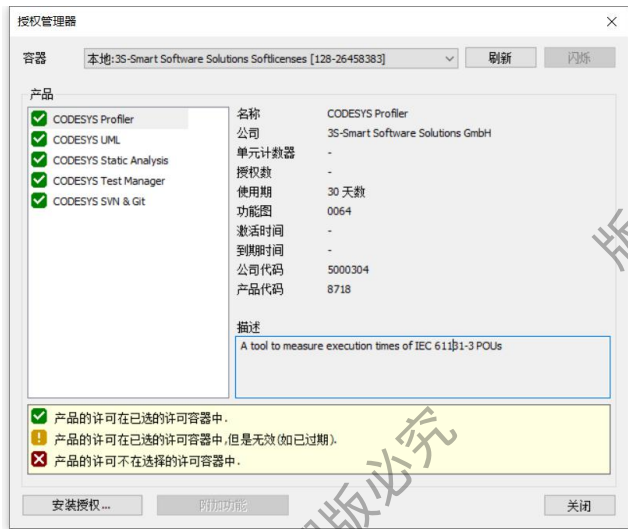 授权管理器
容器 本地:3S-Smart Software Solutions Softlicenses [128-26458383] 刷新 闪烁
产品
CODESYS Profiler
CODESYS UML
CODESYS Static Analysis
CODESYS Test Manager
CODESYS SVN & Git
名称 CODESYS Profiler
公司 3S-Smart Software Solutions GmbH
单元计数器 -
授权数 -
使用期 30 天数
功能图 0064
激活时间 -
到期时间 -
公司代码 5000304
产品代码 8718
描述
A tool to measure execution times of IEC 61131-3 POUs
产品的许可在已选的许可容器中.
产品的许可在已选的许可容器中,但是无效(如已过期).
产品的许可不在选择的许可容器中.
安装授权... 附加功能 关闭
版必究
版